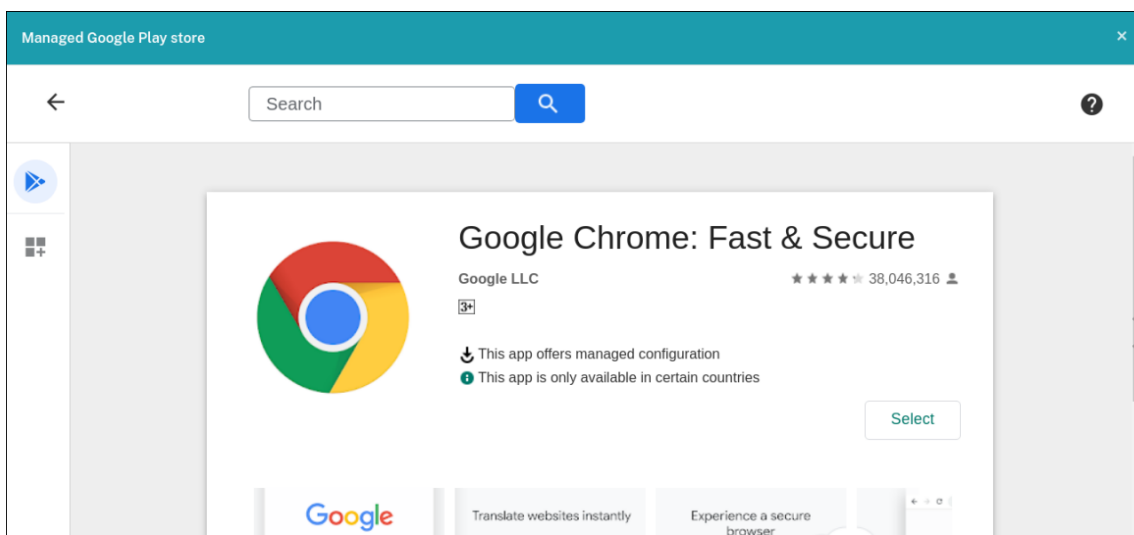 Managed Google Play store
Search
Google Chrome: Fast & Secure
Google LLC
38,046,316
3+
This app offers managed configuration
This app is only available in certain countries
Select
Google
Translate websites instantly
Experience a secure
browser